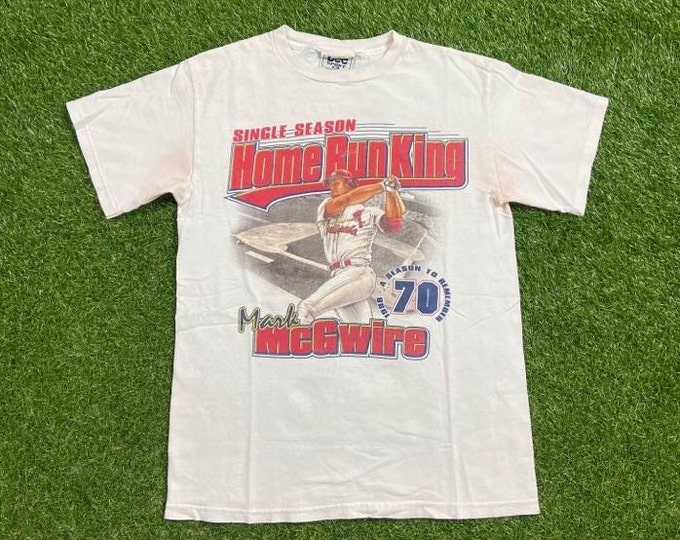 SINGLE SEASON
Home Run King
1998 - A SEASON TO REMEMBER
70
Mark
McGwire